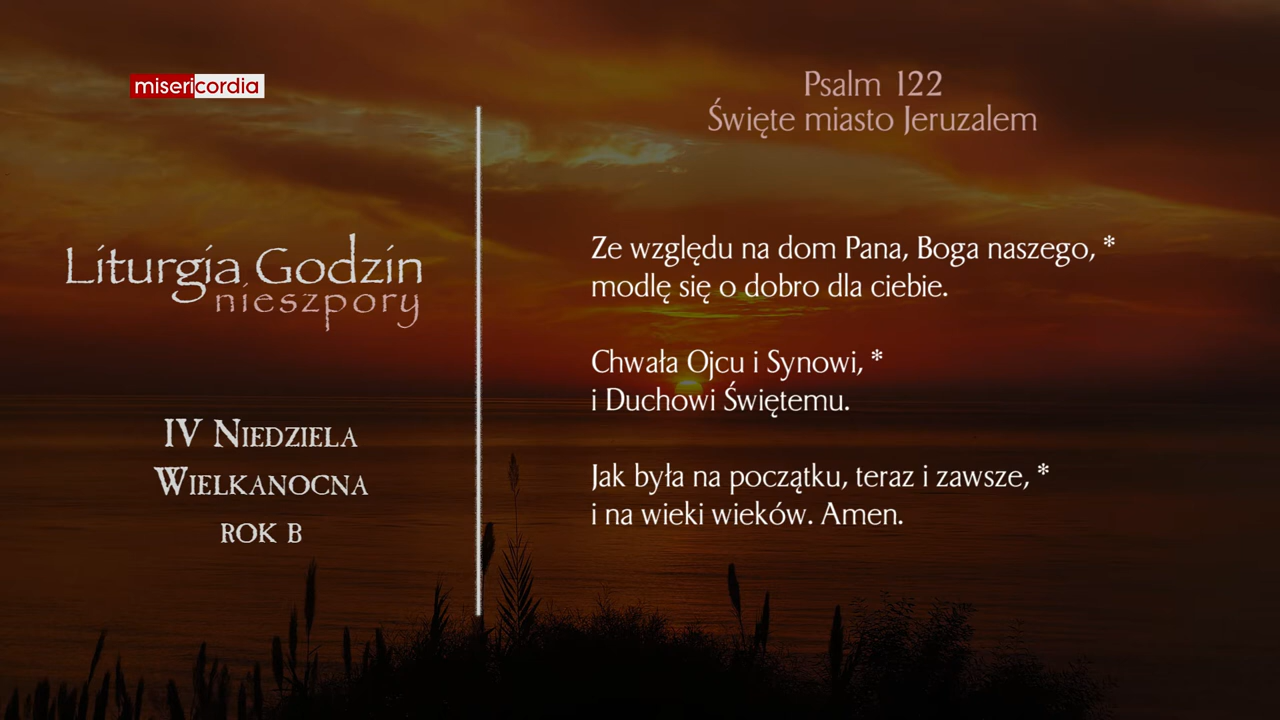 misericordia
Liturgia Godzin
nieszpory
IV Niedziela
Wielkanocna
rok B
Psalm 122
Święte miasto Jeruzalem
Ze względu na dom Pana, Boga naszego, *
modlę się o dobro dla ciebie.
Chwała Ojcu i Synowi, *
i Duchowi Świętemu.
Jak była na początku, teraz i zawsze, *
i na wieki wieków. Amen.